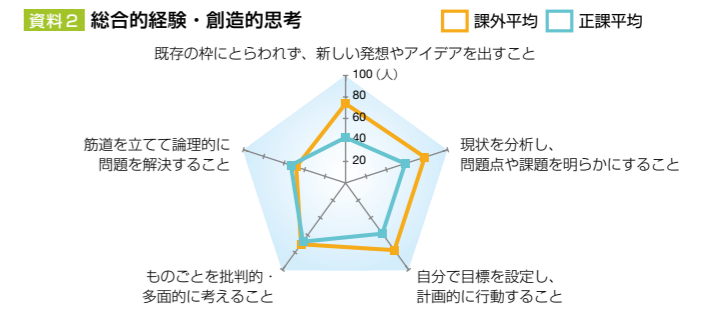 資料2 総合的経験・創造的思考
課外平均 正課平均
既存の枠にとらわれず、新しい発想やアイデアを出すこと
100（人）
80
60
40
20
現状を分析し、
問題点や課題を明らかにすること
自分で目標を設定し、
計画的に行動すること
ものごとを批判的・
多面的に考えること
筋道を立てて論理的に
問題を解決すること